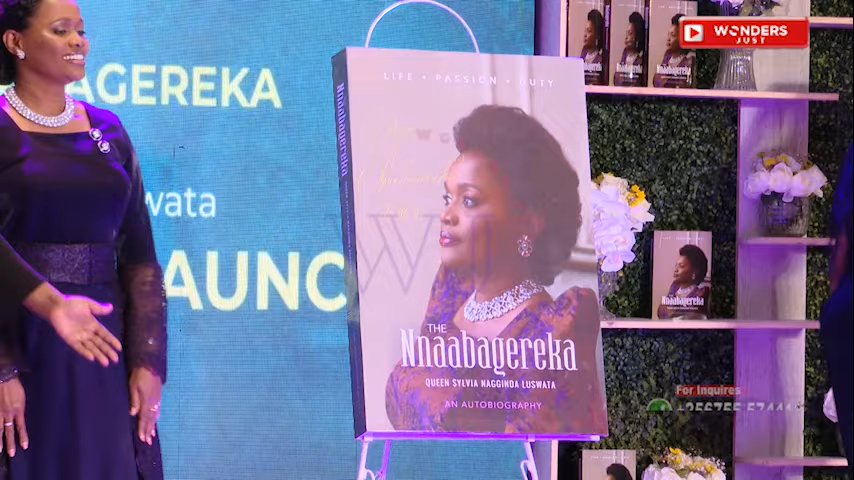 WONDERS
JUST
AGEREKA
wata
AUNC
LIFE • PASSION • DUTY
Nnaabagereka
THE
Nnaabagereka
QUEEN SYLVIA NAGGINDA LUSWATA
AN AUTOBIOGRAPHY
Nnaabagereka
For Inquires